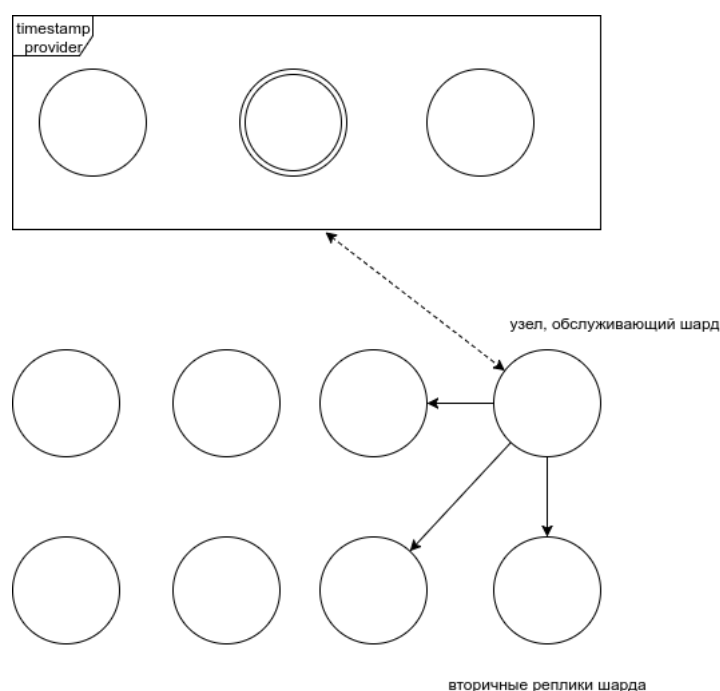 timestamp
provider
узел, обслуживающий шард
вторичные реплики шарда